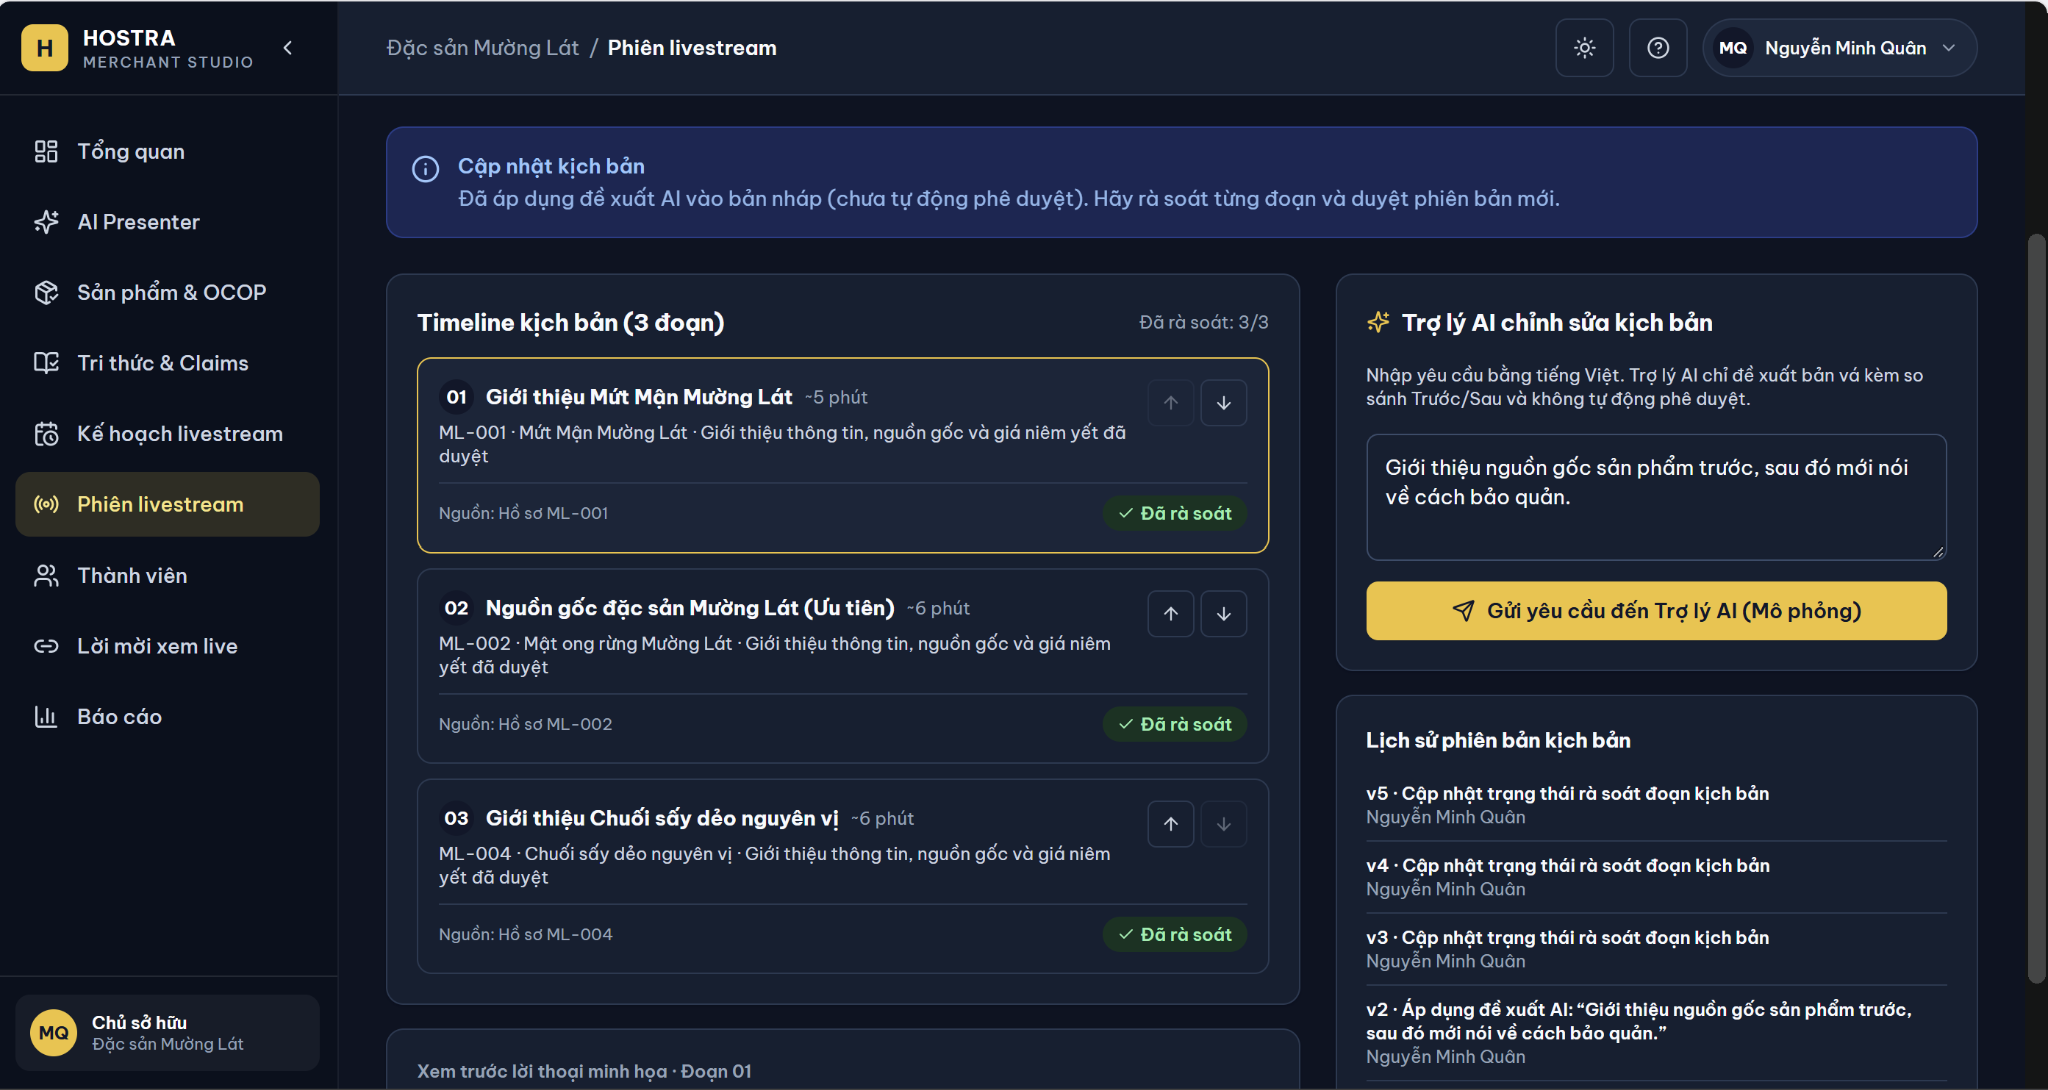 H
HOSTRA
MERCHANT STUDIO
Đặc sản Mường Lát / Phiên livestream
MQ Nguyễn Minh Quân
Tổng quan
AI Presenter
Sản phẩm & OCOP
Tri thức & Claims
Kế hoạch livestream
Phiên livestream
Thành viên
Lời mời xem live
Báo cáo
MQ
Chủ sở hữu
Đặc sản Mường Lát
Cập nhật kịch bản
Đã áp dụng đề xuất AI vào bản nháp (chưa tự động phê duyệt). Hãy rà soát từng đoạn và duyệt phiên bản mới.
Timeline kịch bản (3 đoạn)
Đã rà soát: 3/3
01 Giới thiệu Mứt Mận Mường Lát ~5 phút
ML-001 · Mứt Mận Mường Lát · Giới thiệu thông tin, nguồn gốc và giá niêm yết đã
duyệt
Nguồn: Hồ sơ ML-001
Đã rà soát
02 Nguồn gốc đặc sản Mường Lát (Ưu tiên) ~6 phút
ML-002 · Mật ong rừng Mường Lát · Giới thiệu thông tin, nguồn gốc và giá niêm
yết đã duyệt
Nguồn: Hồ sơ ML-002
Đã rà soát
03 Giới thiệu Chuối sấy dẻo nguyên vị ~6 phút
ML-004 · Chuối sấy dẻo nguyên vị · Giới thiệu thông tin, nguồn gốc và giá niêm
yết đã duyệt
Nguồn: Hồ sơ ML-004
Đã rà soát
Xem trước lời thoại minh họa · Đoạn 01
Trợ lý AI chỉnh sửa kịch bản
Nhập yêu cầu bằng tiếng Việt. Trợ lý AI chỉ đề xuất bản vá kèm so
sánh Trước/Sau và không tự động phê duyệt.
Giới thiệu nguồn gốc sản phẩm trước, sau đó mới nói
về cách bảo quản.
Gửi yêu cầu đến Trợ lý AI (Mô phỏng)
Lịch sử phiên bản kịch bản
v5 · Cập nhật trạng thái rà soát đoạn kịch bản
Nguyễn Minh Quân
v4 · Cập nhật trạng thái rà soát đoạn kịch bản
Nguyễn Minh Quân
v3 · Cập nhật trạng thái rà soát đoạn kịch bản
Nguyễn Minh Quân
v2 · Áp dụng đề xuất AI: “Giới thiệu nguồn gốc sản phẩm trước,
sau đó mới nói về cách bảo quản.”
Nguyễn Minh Quân